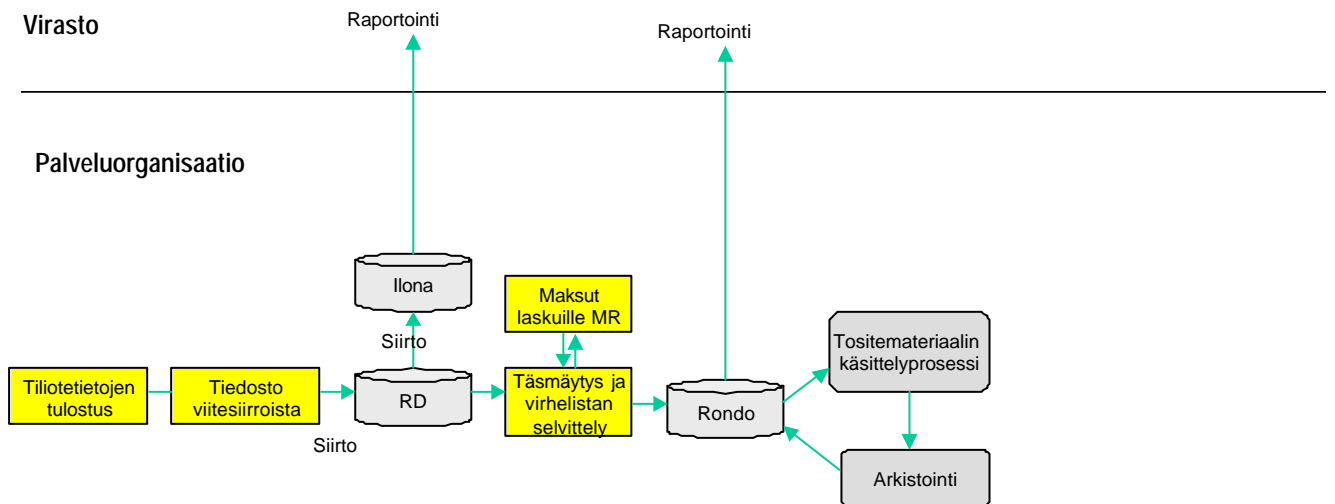 Virasto
Raportointi
Raportointi
Palveluorganisaatio
Ilona
Maksut
laskuille MR
Siirto
Tositemateriaalin
käsittelyprosessi
Tiliotetietojen
tulostus
Tiedosto
viitesiirroista
RD
Täsmäytys ja
virhelistan
selvittely
Rondo
Siirto
Arkistointi